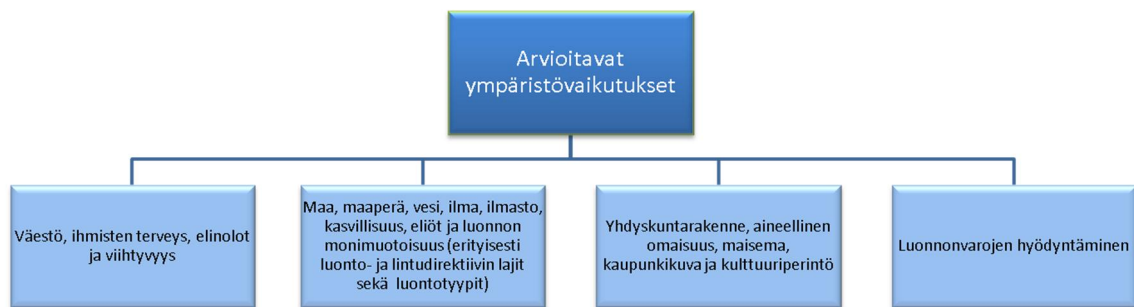 Arvioitavat
ympäristövaikutukset
Väestö, ihmisten terveys, elinolot
ja viihtyvyys
Maa, maaperä, vesi, ilma, ilmasto,
kasvillisuus, eliöt ja luonnon
monimuotoisuus (erityisesti
luonto- ja lintudirektiivin lajit
sekä luontotyypit)
Yhdyskuntarakenne, aineellinen
omaisuus, maisema,
kaupunkikuva ja kulttuuriperintö
Luonnonvarojen hyödyntäminen